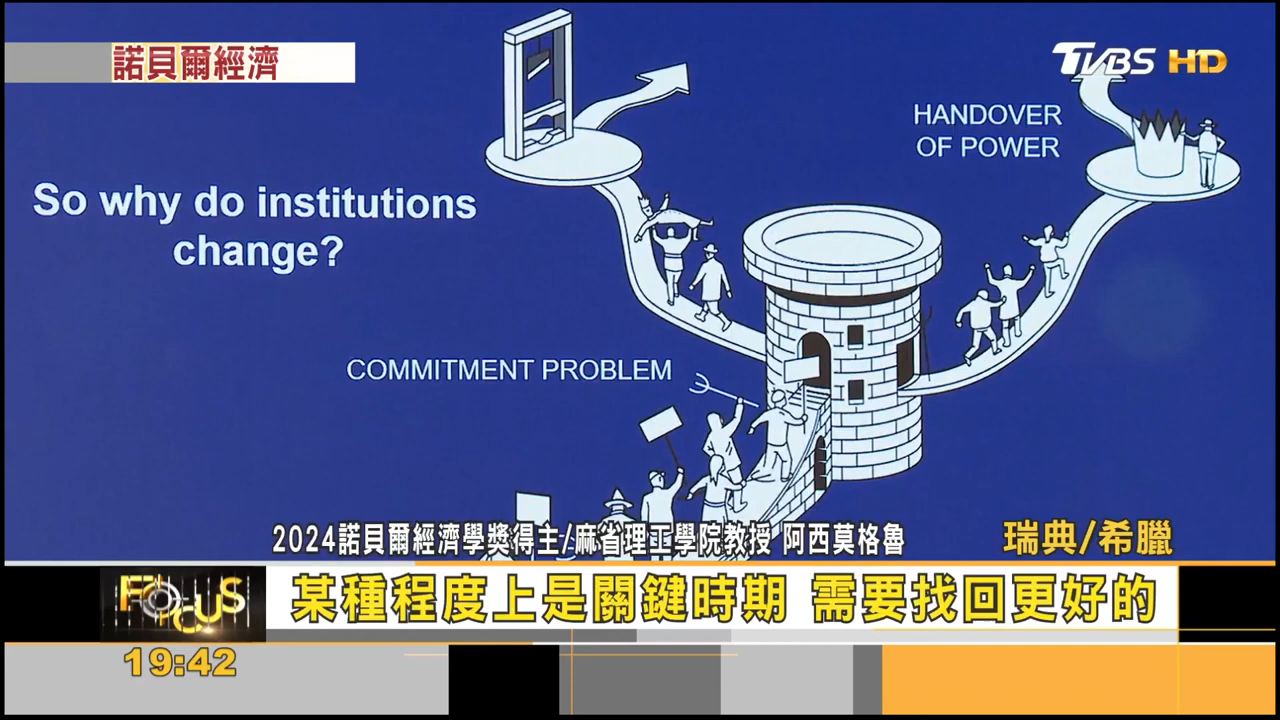 諾貝爾經濟
TVBS HD
HANDOVER
OF POWER
So why do institutions
change?
COMMITMENT PROBLEM
2024諾貝爾經濟學獎得主/麻省理工學院教授 阿西莫格魯
瑞典/希臘
FOCUS
某種程度上是關鍵時期 需要找回更好的
19:42